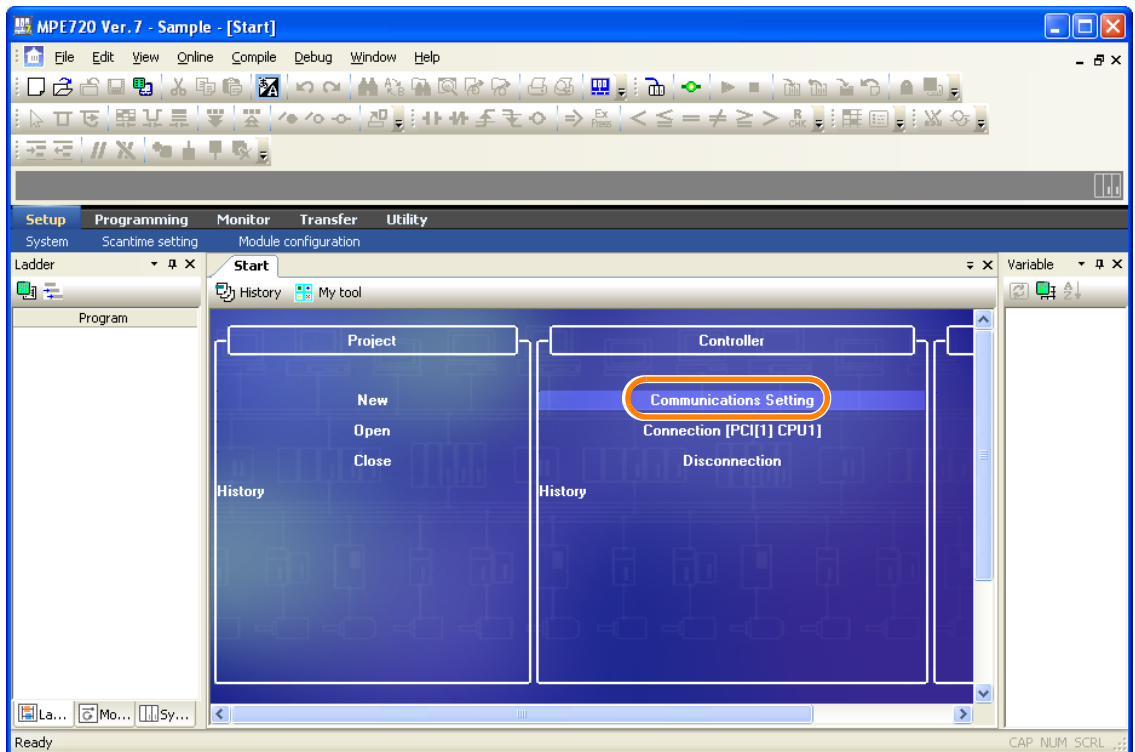 MPE720 Ver. 7 - Sample - [Start]
File Edit View Online Compile Debug Window Help
Ex
Press
R
CHK
Setup Programming Monitor Transfer Utility
System Scantime setting Module configuration
Ladder
Start
Variable
History My tool
Program
Project
Controller
New
Open
Close
History
Communications Setting
Connection [PCI[1] CPU1]
Disconnection
History
La... Mo... Sy...
Ready
CAP NUM SCRL